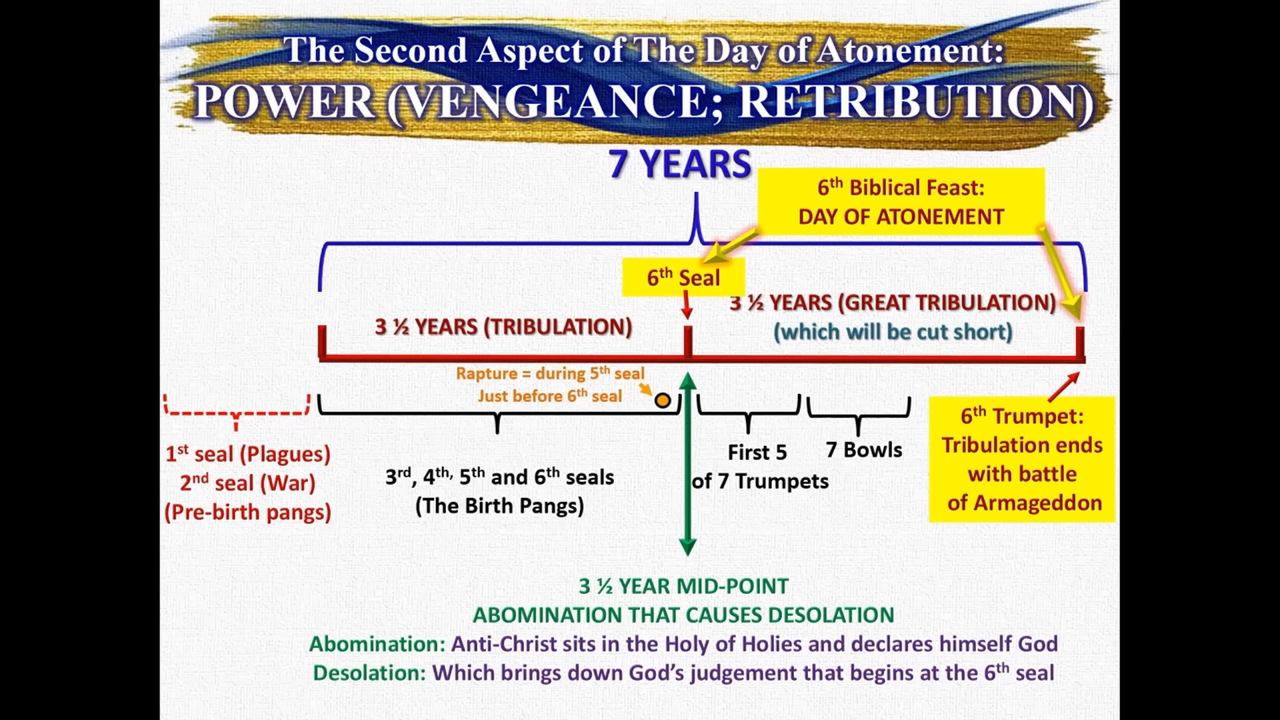 The Second Aspect of The Day of Atonement:
POWER (VENGEANCE; RETRIBUTION)
7 YEARS
6th Biblical Feast:
DAY OF ATONEMENT
6th Seal
3 ½ YEARS (TRIBULATION)
3 ½ YEARS (GREAT TRIBULATION)
(which will be cut short)
Rapture = during 5th seal
Just before 6th seal
1st seal (Plagues)
2nd seal (War)
(Pre-birth pangs)
3rd, 4th, 5th and 6th seals
(The Birth Pangs)
First 5
of 7 Trumpets
7 Bowls
6th Trumpet:
Tribulation ends
with battle
of Armageddon
3 ½ YEAR MID-POINT
ABOMINATION THAT CAUSES DESOLATION
Abomination: Anti-Christ sits in the Holy of Holies and declares himself God
Desolation: Which brings down God's judgement that begins at the 6th seal